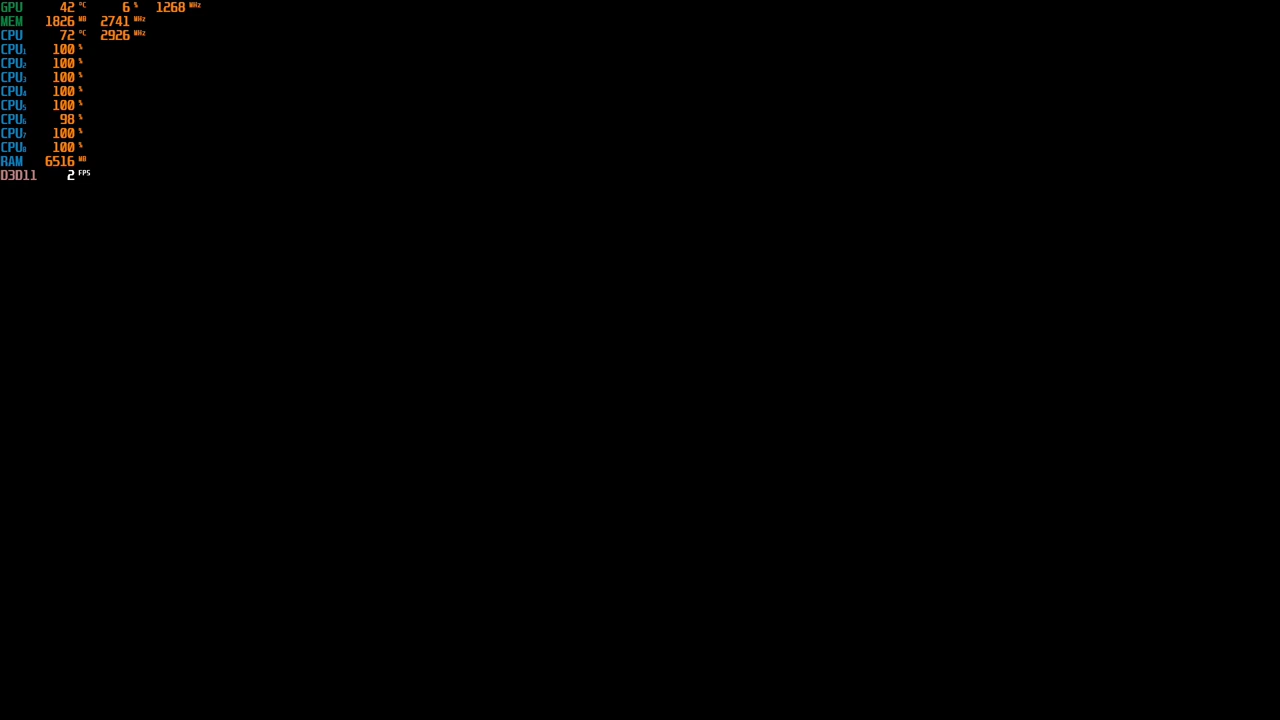 GPU 42 °C 6 % 1268 MHz
MEM 1826 MB 2741 MHz
CPU 72 °C 2926 MHz
CPU1 100 %
CPU2 100 %
CPU3 100 %
CPU4 100 %
CPU5 100 %
CPU6 98 %
CPU7 100 %
CPU8 100 %
RAM 6516 MB
D3D11 2 FPS